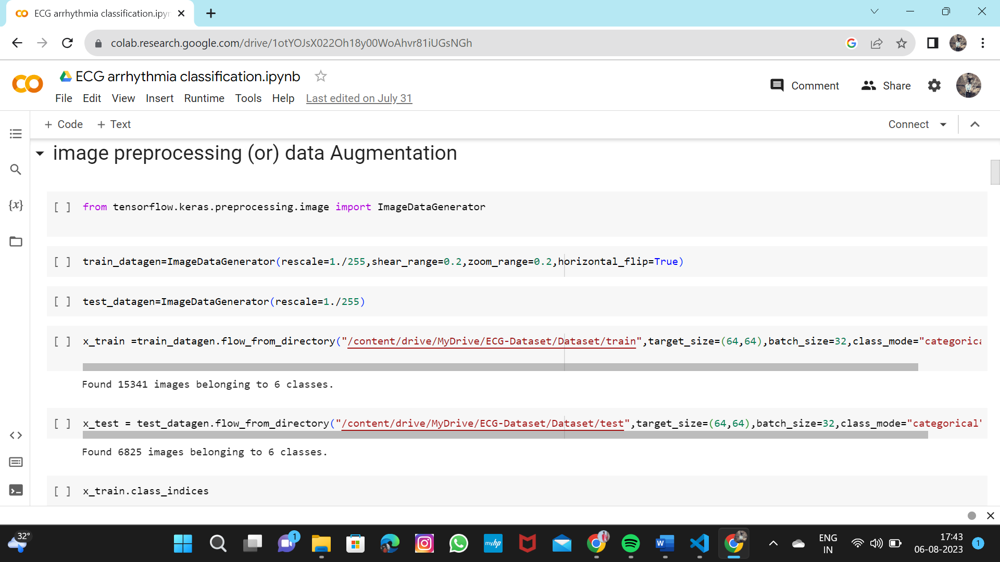 ECG arrhythmia classification.ipyn
colab.research.google.com/drive/1otYOJsX022Oh18y00WoAhvr81iUGsNGh
ECG arrhythmia classification.ipynb
Comment
Share
File Edit View Insert Runtime Tools Help Last edited on July 31
+ Code + Text
Connect
image preprocessing (or) data Augmentation
[ ] from tensorflow.keras.preprocessing.image import ImageDataGenerator
[ ] train_datagen=ImageDataGenerator(rescale=1./255,shear_range=0.2,zoom_range=0.2,horizontal_flip=True)
[ ] test_datagen=ImageDataGenerator(rescale=1./255)
[ ] x_train =train_datagen.flow_from_directory("/content/drive/MyDrive/ECG-Dataset/Dataset/train",target_size=(64,64),batch_size=32,class_mode="categorica
Found 15341 images belonging to 6 classes.
[ ] x_test = test_datagen.flow_from_directory("/content/drive/MyDrive/ECG-Dataset/Dataset/test",target_size=(64,64),batch_size=32,class_mode="categorical"
Found 6825 images belonging to 6 classes.
[ ] x_train.class_indices
{x}
32°
1
myhp
W
ENG
IN
17:43
06-08-2023
1